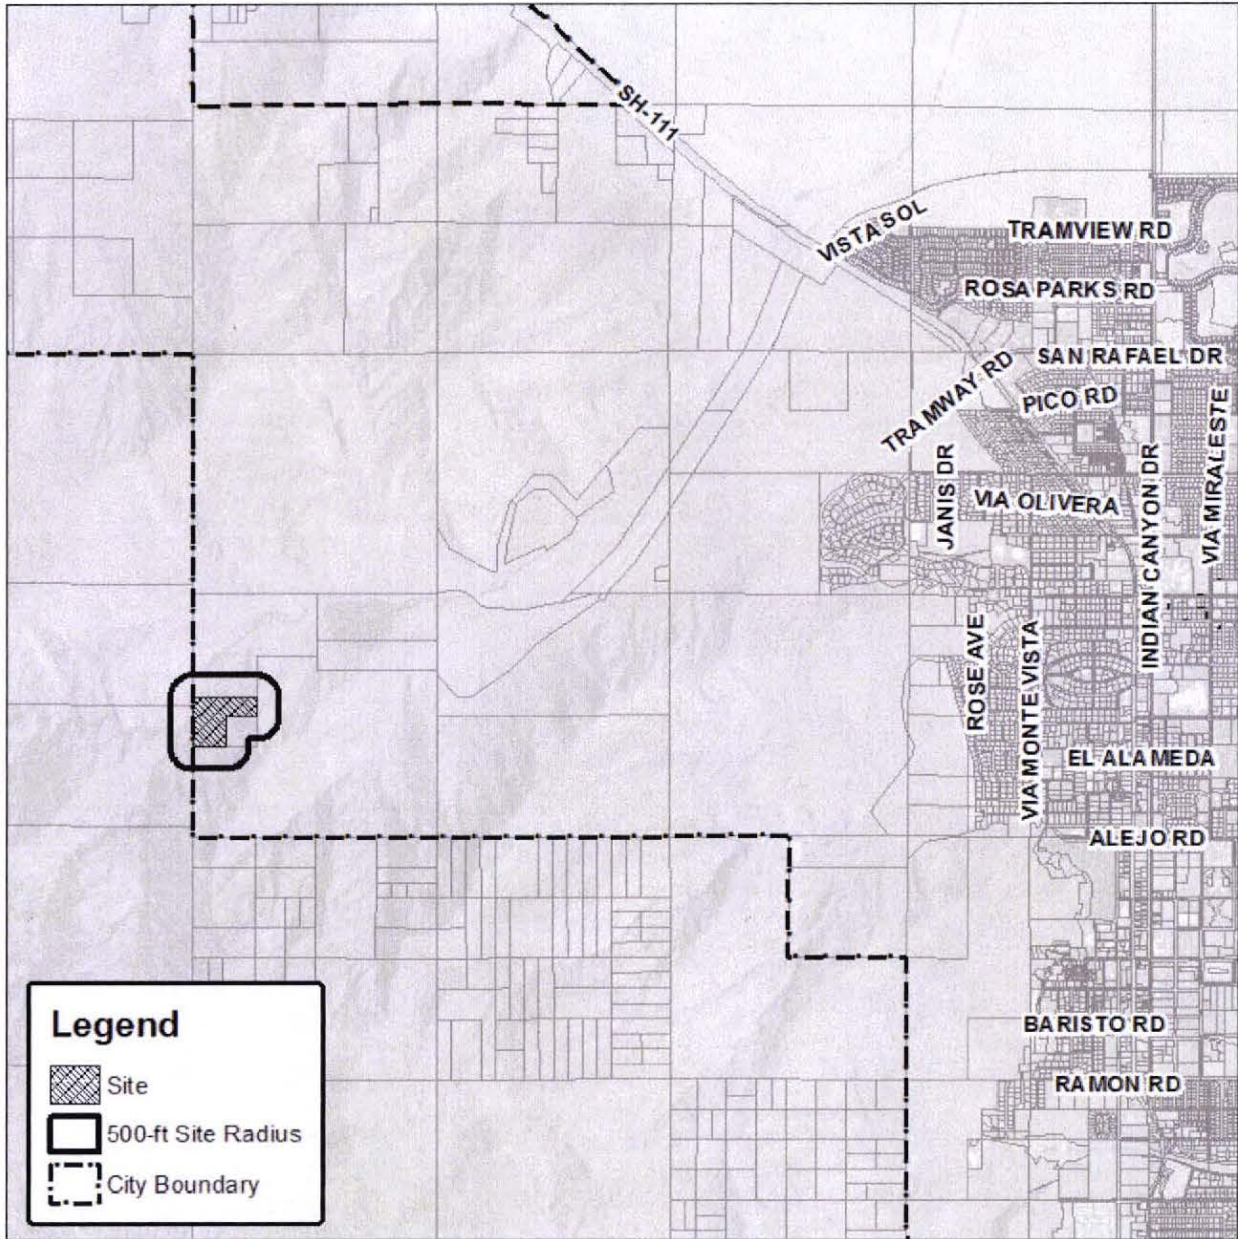 SH-111
VISTA SOL
TRAMVIEW RD
ROSA PARKS RD
SAN RAFAEL DR
TRAMWAY RD
PICO RD
JANIS DR
VIA OLIVERA
INDIAN CANYON DR
VIA MIRALESTE
ROSE AVE
VIA MONTE VISTA
EL ALAMEDA
ALEJO RD
BARISTO RD
RAMON RD
Legend
Site
500-ft Site Radius
City Boundary